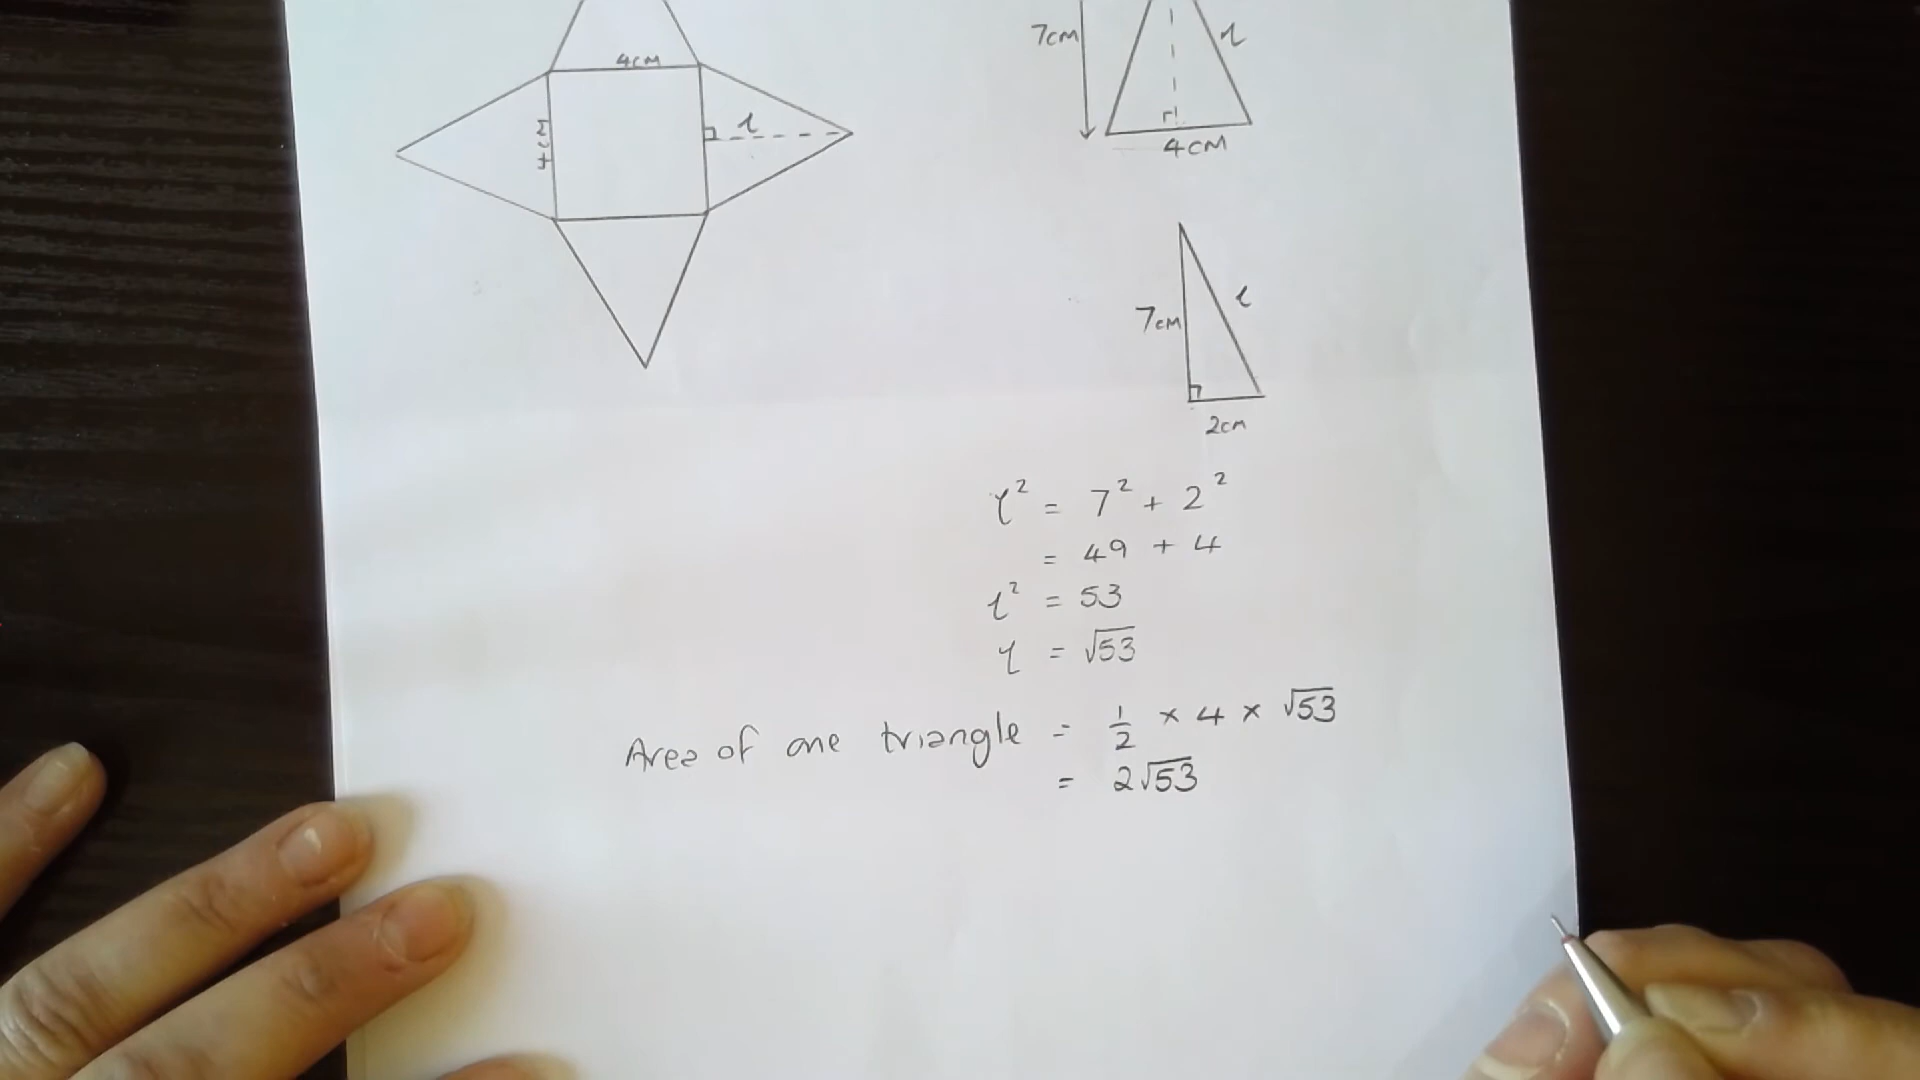 4cm
4cm
l
7cm
l
4cm
7cm
l
2cm
l² = 7² + 2²
= 49 + 4
l² = 53
l = √53
Area of one triangle = 1/2 × 4 × √53
= 2√53